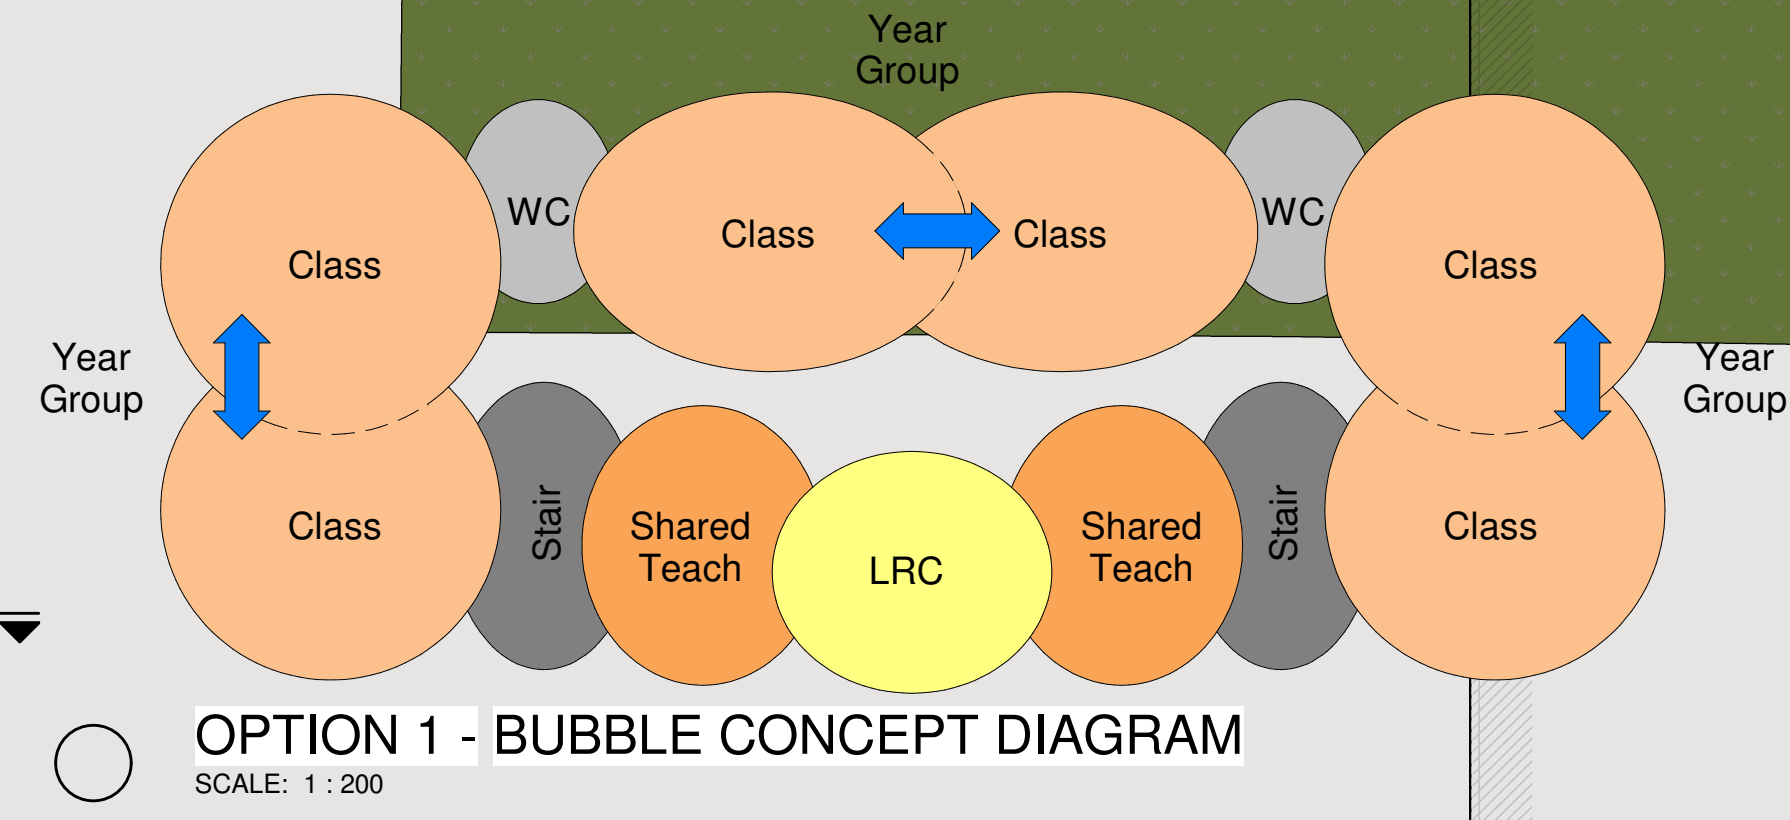 Year
Group
WC
Class
Class
WC
Class
Class
Year
Group
Year
Group
Class
Stair
Shared
Teach
LRC
Shared
Teach
Stair
Class
OPTION 1 - BUBBLE CONCEPT DIAGRAM
SCALE: 1 : 200